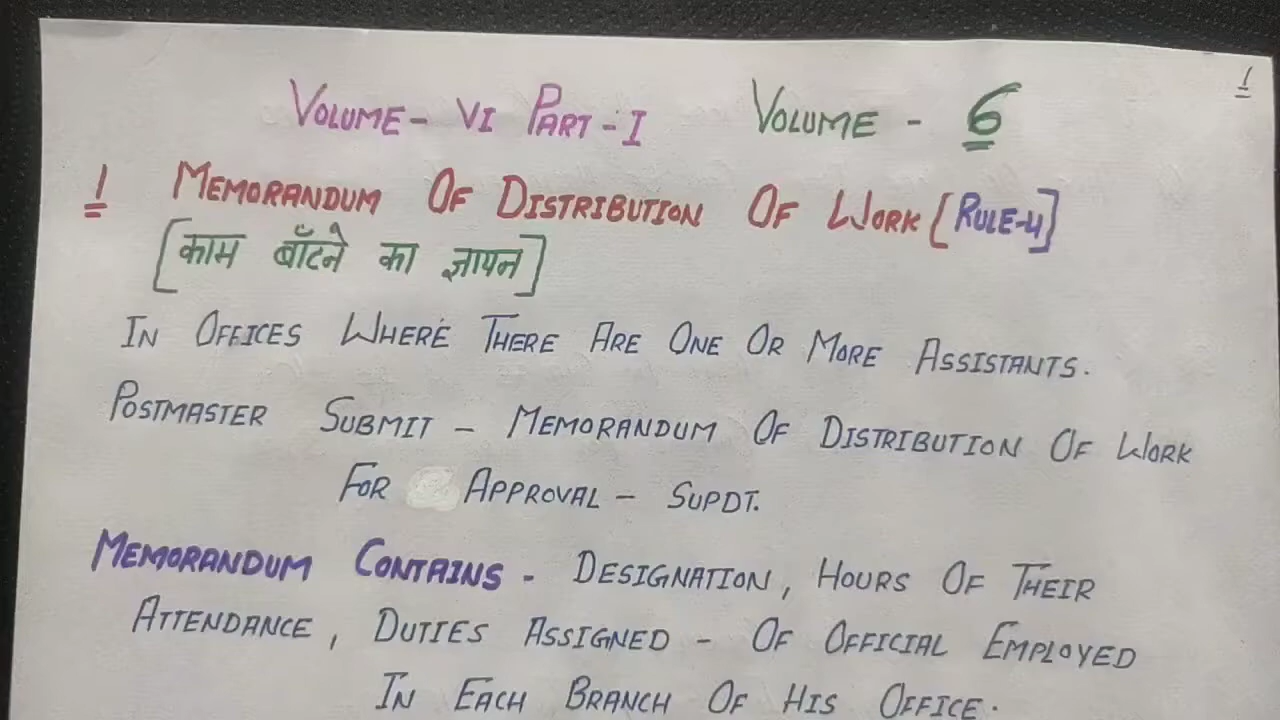 1
VOLUME - VI PART - I VOLUME - 6
1 MEMORANDUM OF DISTRIBUTION OF WORK [RULE-4]
[काम बाँटने का ज्ञापन]
IN OFFICES WHERE THERE ARE ONE OR MORE ASSISTANTS.
POSTMASTER SUBMIT - MEMORANDUM OF DISTRIBUTION OF WORK
FOR APPROVAL - SUPDT.
MEMORANDUM CONTAINS - DESIGNATION, HOURS OF THEIR
ATTENDANCE, DUTIES ASSIGNED - OF OFFICIAL EMPLOYED
IN EACH BRANCH OF HIS OFFICE.